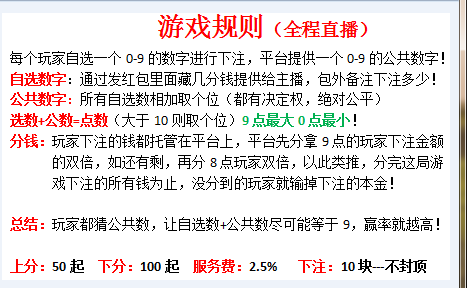 游戏规则（全程直播）
每个玩家自选一个 0-9 的数字进行下注，平台提供一个 0-9 的公共数字！
自选数字：通过发红包里面藏几分钱提供给主播，包外备注下注多少！
公共数字：所有自选数相加取个位（都有决定权，绝对公平）
选数+公数=点数（大于 10 则取个位）9 点最大 0 点最小！
分钱：玩家下注的钱都托管在平台上，平台先分拿 9 点的玩家下注金额
的双倍，如还有剩，再分 8 点玩家双倍，以此类推，分完这局游
戏下注的所有钱为止，没分到的玩家就输掉下注的本金！
总结：玩家都猜公共数，让自选数+公共数尽可能等于 9，赢率就越高！
上分：50 起 下分：100 起 服务费：2.5% 下注：10 块---不封顶